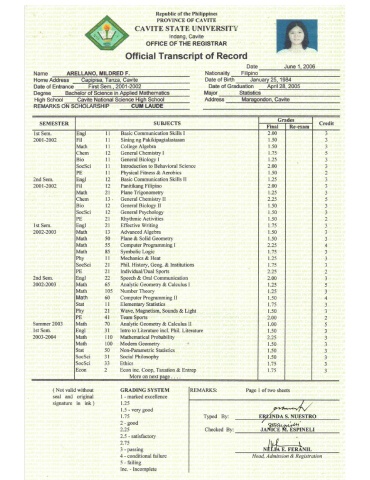 Republic of the Philippines
PROVINCE OF CAVITE
CAVITE STATE UNIVERSITY
Indang, Cavite
OFFICE OF THE REGISTRAR
Official Transcript of Record
Date June 1, 2006
Name ARELLANO, MILDRED F. Nationality Filipino
Home Address Capipisa, Tanza, Cavite Date of Birth January 25, 1984
Date of Entrance First Sem., 2001-2002 Date of Graduation April 28, 2005
Degree Bachelor of Science in Applied Mathematics Major Statistics
High School Cavite National Science High School Address Maragondon, Cavite
REMARKS ON SCHOLARSHIP CUM LAUDE
SEMESTER SUBJECTS Grades Credit
Final Re-exam
1st Sem. Engl 11 Basic Communication Skills I 2.00 3
2001-2002 Fil 11 Sining ng Pakikipagtalastasan 1.50 3
Math 11 College Algebra 1.50 3
Chem 12 General Chemistry I 1.75 5
Bio 11 General Biology I 1.25 3
SocSci 11 Introduction to Behavioral Science 2.00 3
PE 11 Physical Fitness & Aerobics 1.50 2
2nd Sem. Engl 12 Basic Communication Skills II 1.25 3
2001-2002 Fil 12 Panitikang Filipino 2.00 3
Math 21 Plane Trigonometry 1.25 3
Chem 13 General Chemistry II 2.25 5
Bio 12 General Biology II 1.50 3
SocSci 12 General Psychology 1.50 3
PE 21 Rhythmic Activities 1.50 2
1st Sem. Engl 21 Effective Writing 1.75 3
2002-2003 Math 13 Advanced Algebra 1.50 3
Math 50 Plane & Solid Geometry 1.50 3
Math 55 Computer Programming I 2.25 4
Math 85 Symbolic Logic 1.75 3
Phy 11 Mechanics & Heat 1.25 3
SocSci 21 Phil. History, Gong. & Institutions 1.75 3
PE 31 Individual/Dual Sports 2.25 2
2nd Sem. Engl 22 Speech & Oral Communication 2.00 3
2002-2003 Math 65 Analytic Geometry & Calculus I 1.25 5
Math 105 Number Theory 1.25 3
Math 60 Computer Programming II 1.50 4
Stat 11 Elementary Statistics 1.75 3
Phy 21 Wave, Magnetism, Sounds & Light 1.50 3
PE 41 Team Sports 2.00 2
Summer 2003 Math 70 Analytic Geometry & Calculus II 1.00 5
1st Sem. Engl 31 Intro to Literature incl. Phil. Literature 1.50 3
2003-2004 Math 110 Mathematical Probability 2.25 5
Math 100 Modern Geometry 1.50 3
Stat 50 Non-Parametric Statistics 1.50 3
SocSci 31 Social Philosophy 1.50 3
SocSci 33 Ethics 1.75 3
Econ 2 Econ inc. Coop, Taxation & Entrep 1.75 3
More on next page . . . .
( Not valid without seal and original signature in ink )
GRADING SYSTEM
1 - marked excellence
1.25
1.5 - very good
1.75
2 - good
2.25
2.5 - satisfactory
2.75
3 - passing
4 - conditional failure
5 - failing
inc. - Incomplete
REMARKS: Page 1 of two sheets
Typed By: ERLINDA S. NUESTRO
Checked By: JANICE M. ESPINELI
NELIA E. FERANIL
Head, Admission & Registration